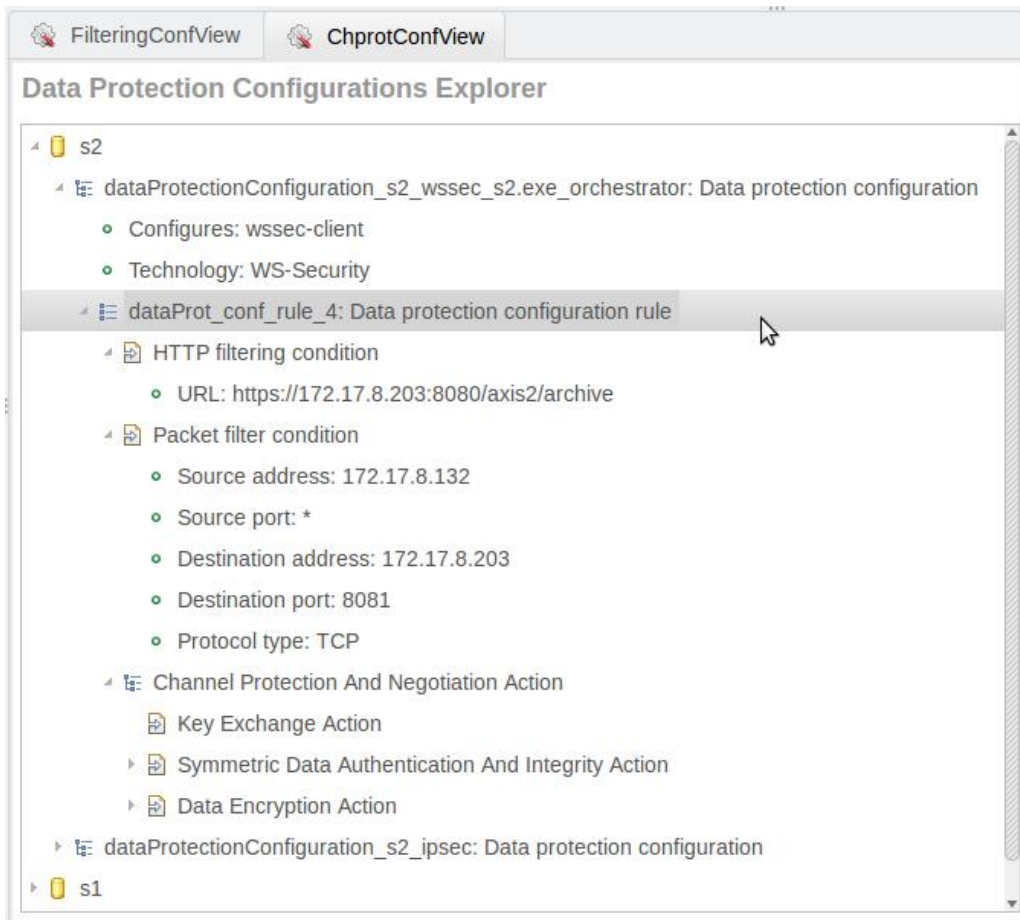 FilteringConfView ChprotConfView
Data Protection Configurations Explorer
s2
dataProtectionConfiguration_s2_wssec_s2.exe_orchestrator: Data protection configuration
Configures: wssec-client
Technology: WS-Security
dataProt_conf_rule_4: Data protection configuration rule
HTTP filtering condition
URL: https://172.17.8.203:8080/axis2/archive
Packet filter condition
Source address: 172.17.8.132
Source port: *
Destination address: 172.17.8.203
Destination port: 8081
Protocol type: TCP
Channel Protection And Negotiation Action
Key Exchange Action
Symmetric Data Authentication And Integrity Action
Data Encryption Action
dataProtectionConfiguration_s2_ipsec: Data protection configuration
s1